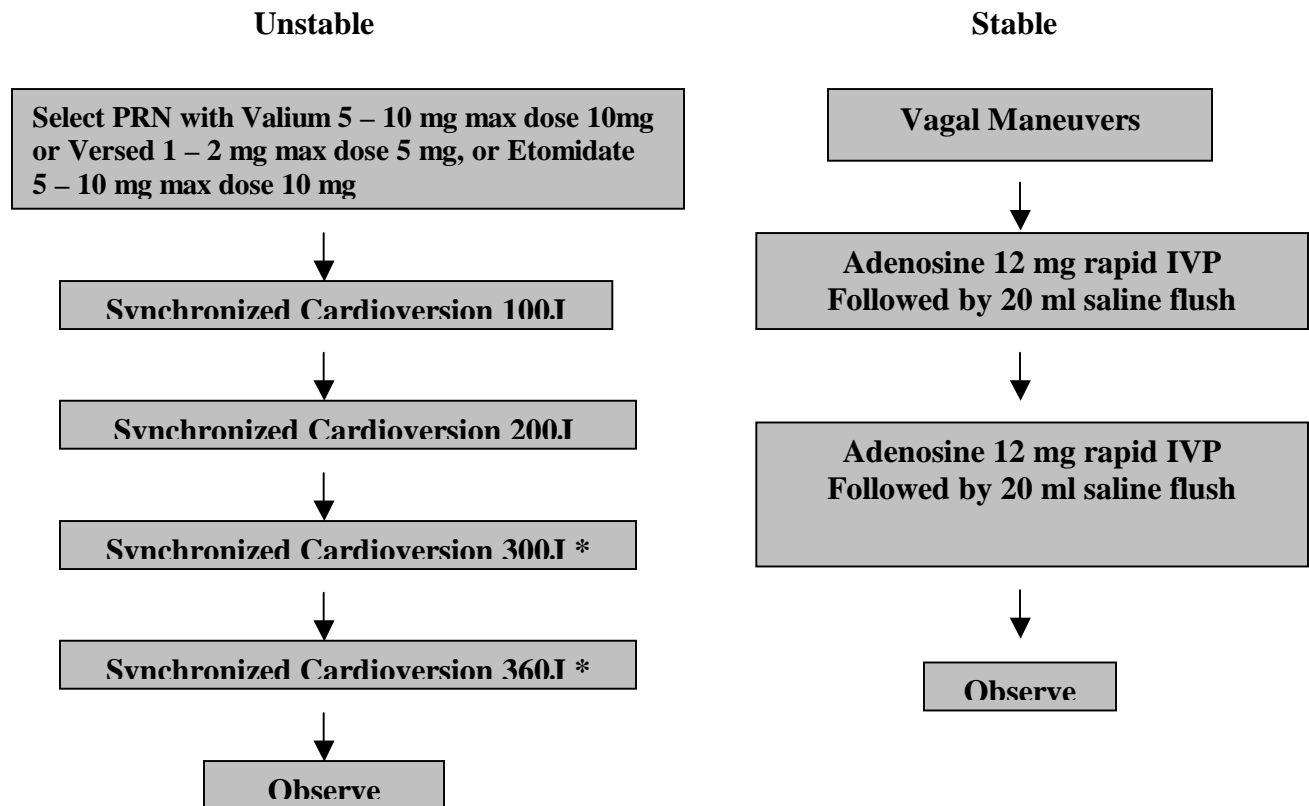 Unstable
Select PRN with Valium 5 – 10 mg max dose 10mg
or Versed 1 – 2 mg max dose 5 mg, or Etomidate
5 – 10 mg max dose 10 mg
Synchronized Cardioversion 100J
Synchronized Cardioversion 200J
Synchronized Cardioversion 300J *
Synchronized Cardioversion 360J *
Observe
Stable
Vagal Maneuvers
Adenosine 12 mg rapid IVP
Followed by 20 ml saline flush
Adenosine 12 mg rapid IVP
Followed by 20 ml saline flush
Observe